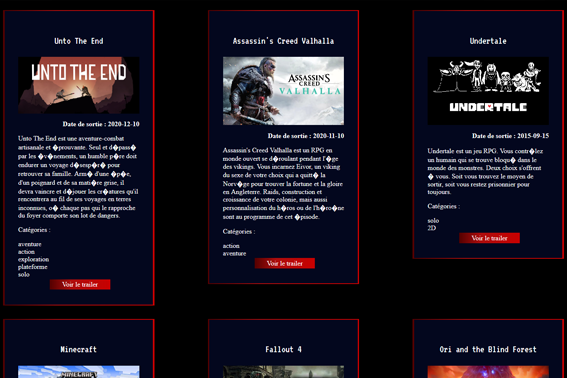 Unto The End
UNTO THE END
Date de sortie : 2020-12-10
Unto The End est une aventure-combat
artisanale et �prouvante. Seul et d�pass�
par les �v�nements, un humble p�re doit
endurer un voyage d�sesp�r� pour
retrouver sa famille. Arm� d'une �p�e,
d'un poignard et de sa mati�re grise, il
devra vaincre et d�jouer les cr�atures qu'il
rencontrera au fil de ses voyages en terres
inconnues, o� chaque pas qui le rapproche
du foyer comporte son lot de dangers.
Catégories :
aventure
action
exploration
plateforme
solo
Voir le trailer
Assassin's Creed Valhalla
ASSASSIN'S
CREED
VALHALLA
Date de sortie : 2020-11-10
Assassin's Creed Valhalla est un RPG en
monde ouvert se d�roulant pendant l'�ge
des vikings. Vous incarnez Eivor, un viking
du sexe de votre choix qui a quitt� la
Norv�ge pour trouver la fortune et la gloire
en Angleterre. Raids, construction et
croissance de votre colonie, mais aussi
personnalisation du h�ros ou de l'h�ro�ne
sont au programme de cet �pisode.
Catégories :
action
aventure
Voir le trailer
Undertale
UNDERTALE
Date de sortie : 2015-09-15
Undertale est un jeu RPG. Vous contr�lez
un humain qui se trouve bloqu� dans le
monde des monstres. Deux choix s'offrent
� vous. Soit vous trouvez le moyen de
sortir, soit vous restez prisonnier pour
toujours.
Catégories :
solo
2D
Voir le trailer
Minecraft
MINECRAFT
Fallout 4
Ori and the Blind Forest